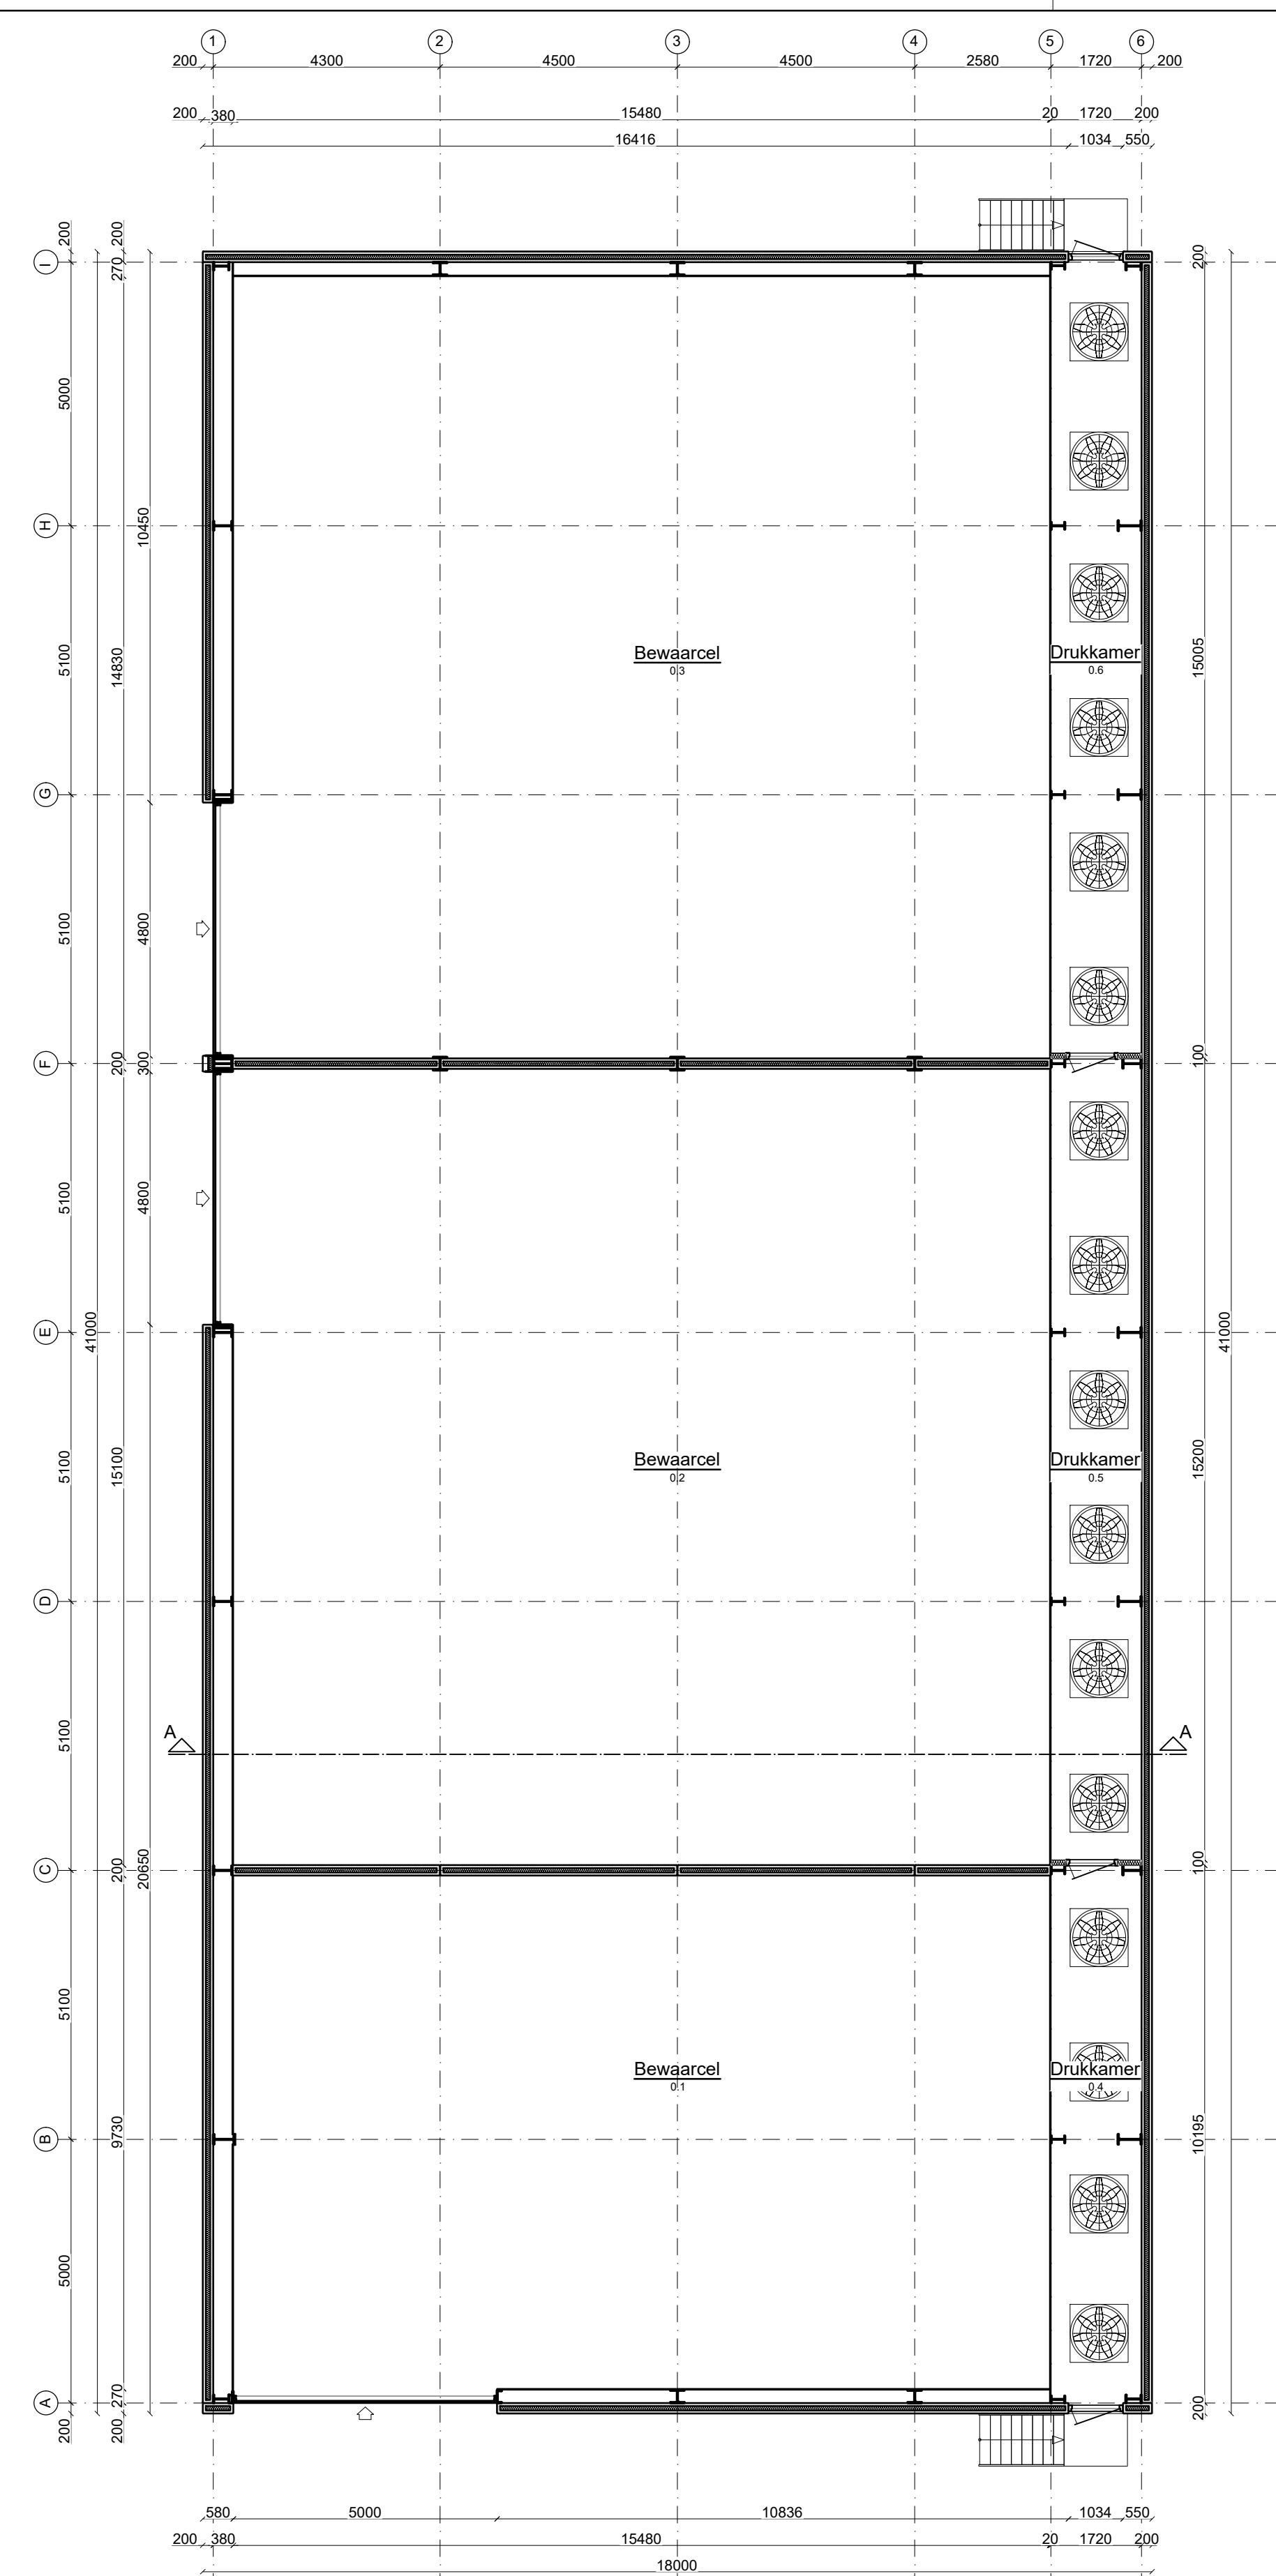 1 2 3 4 5 6
200 4300 4500 4500 2580 1720 200
200 380 15480 20 1720 200
16416 1034 550
200 200
I 270 200
5000
H 10450
5100 14830 Bewaarcel Drukkamer 15005
0.3 0.6
G
5100 4800
F 200 300 100
5100 4800
E 41000 41000
5100 15100 Bewaarcel Drukkamer 15200
0.2 0.5
D
5100 A A
C 200 20650 100
5100 Bewaarcel Drukkamer
0.1 0.4
B 9730 10195
5000
A 270 200
200 200
580 5000 10836 1034 550
200 380 15480 20 1720 200
18000